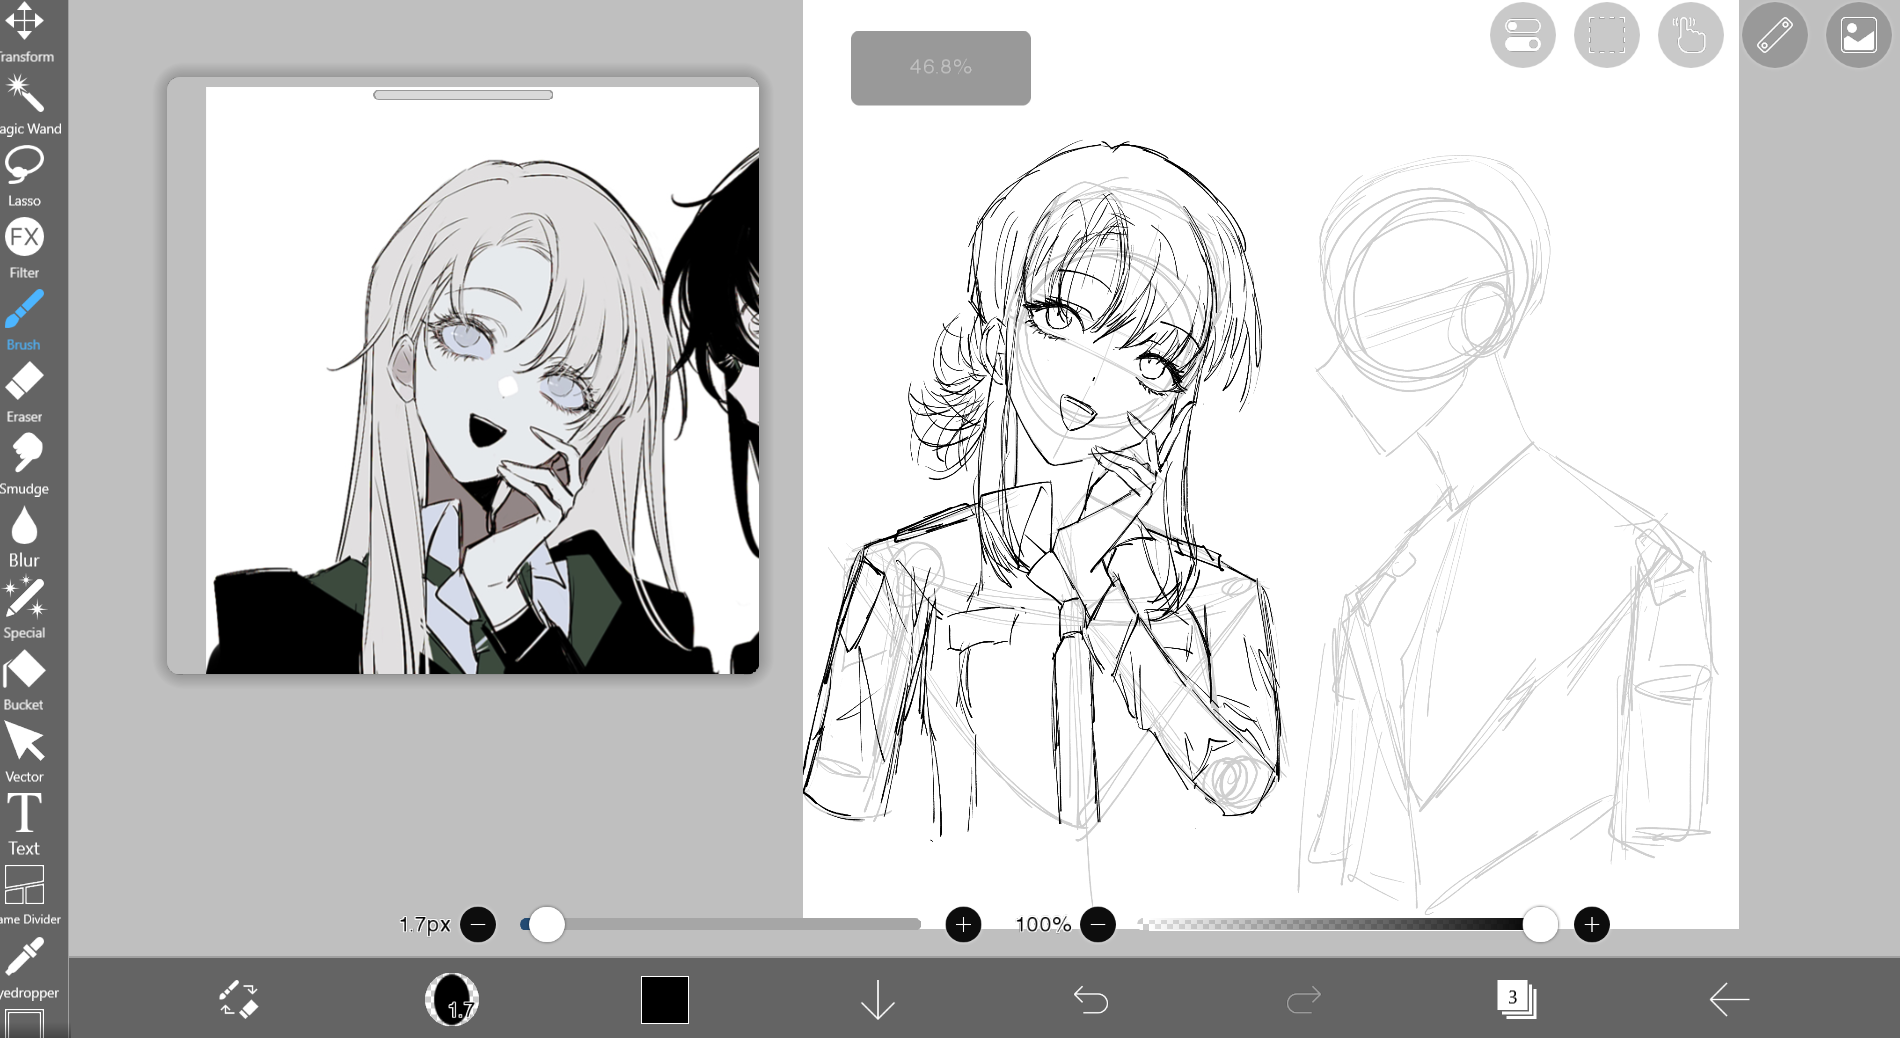 ransform
agic Wand
Lasso
FX
Filter
Brush
Eraser
Smudge
Blur
Special
Bucket
Vector
T
Text
ame Divider
yedropper
46.8%
1.7px
100%
1.7
3